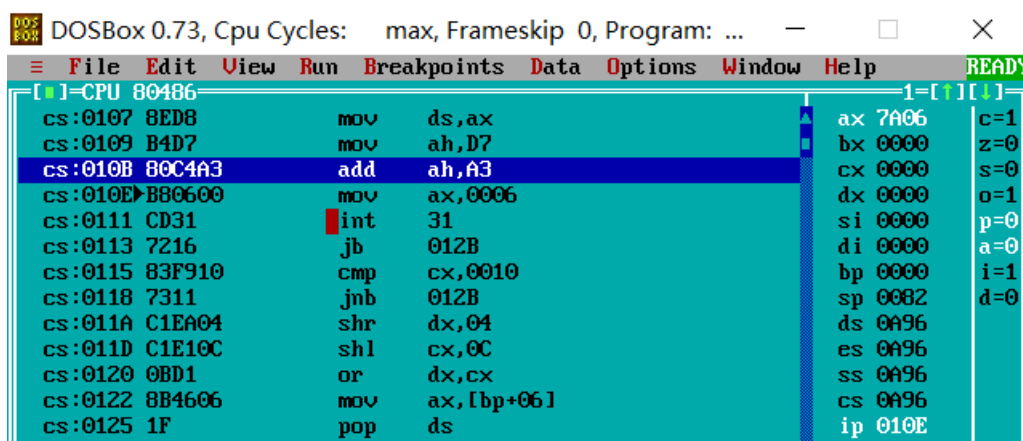 DOSBox 0.73, Cpu Cycles: max, Frameskip 0, Program: ...
≡ File Edit View Run Breakpoints Data Options Window Help READY
[■]=CPU 80486 1=[↑][↓]
cs:0107 8ED8 mov ds,ax ax 7A06 c=1
cs:0109 B4D7 mov ah,D7 bx 0000 z=0
cs:010B 80C4A3 add ah,A3 cx 0000 s=0
cs:010E►B80600 mov ax,0006 dx 0000 o=1
cs:0111 CD31 int 31 si 0000 p=0
cs:0113 7216 jb 012B di 0000 a=0
cs:0115 83F910 cmp cx,0010 bp 0000 i=1
cs:0118 7311 jnb 012B sp 0082 d=0
cs:011A C1EA04 shr dx,04 ds 0A96
cs:011D C1E10C shl cx,0C es 0A96
cs:0120 0BD1 or dx,cx ss 0A96
cs:0122 8B4606 mov ax,[bp+06] cs 0A96
cs:0125 1F pop ds ip 010E